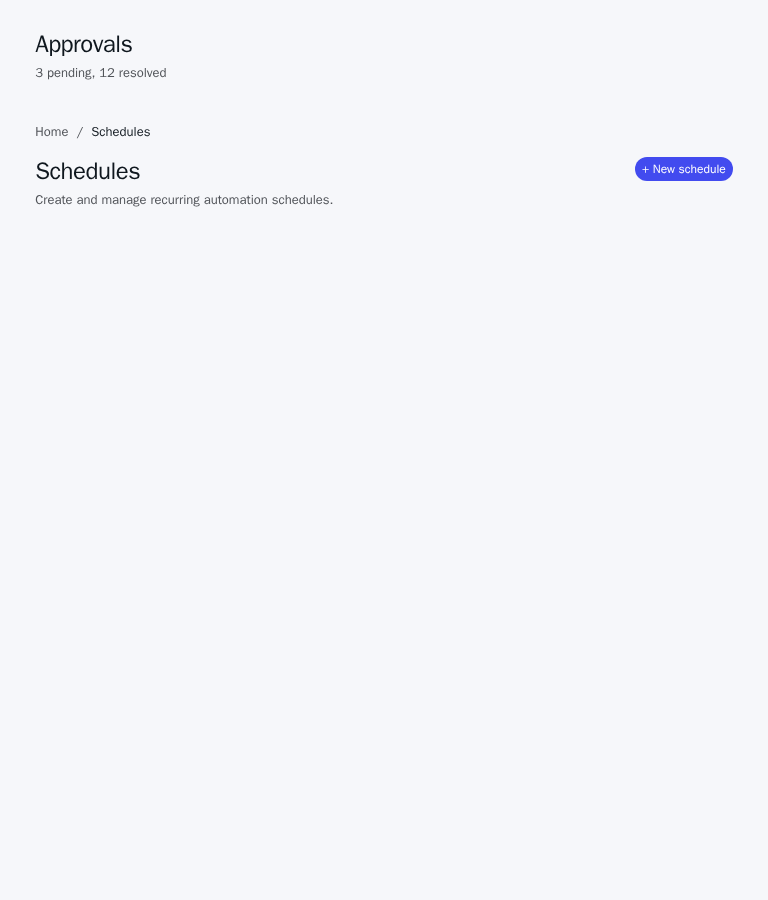 Approvals
3 pending, 12 resolved
Home / Schedules
Schedules
+ New schedule
Create and manage recurring automation schedules.